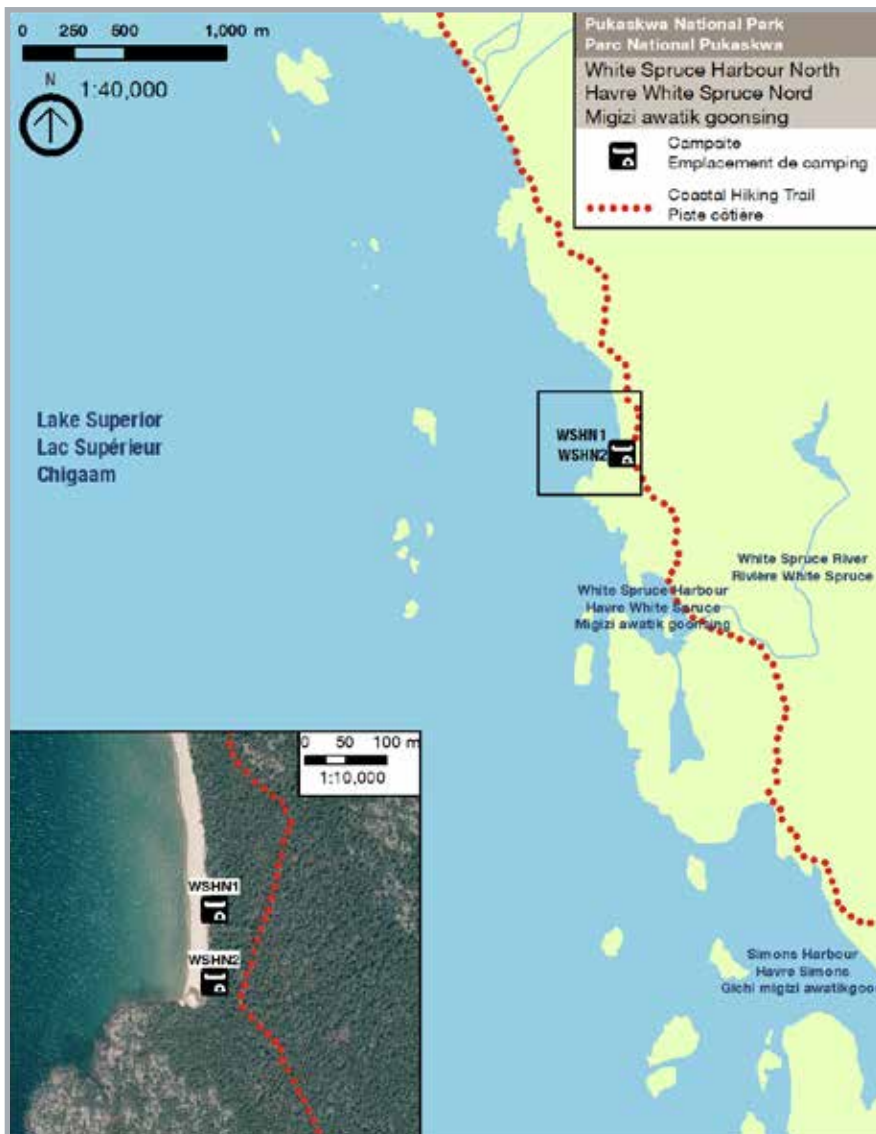 0 250 500 1,000 m
N
1:40,000
Pukaskwa National Park
Parc National Pukaskwa
White Spruce Harbour North
Havre White Spruce Nord
Migizi awatik goonsing
Campsite
Emplacement de camping
Coastal Hiking Trail
Piste côtière
Lake Superior
Lac Supérieur
Chigaam
WSHN1
WSHN2
White Spruce River
Rivière White Spruce
White Spruce Harbour
Havre White Spruce
Migizi awatik goonsing
0 50 100 m
1:10,000
WSHN1
WSHN2
Simons Harbour
Havre Simons
Gichi migizi awatikgoo